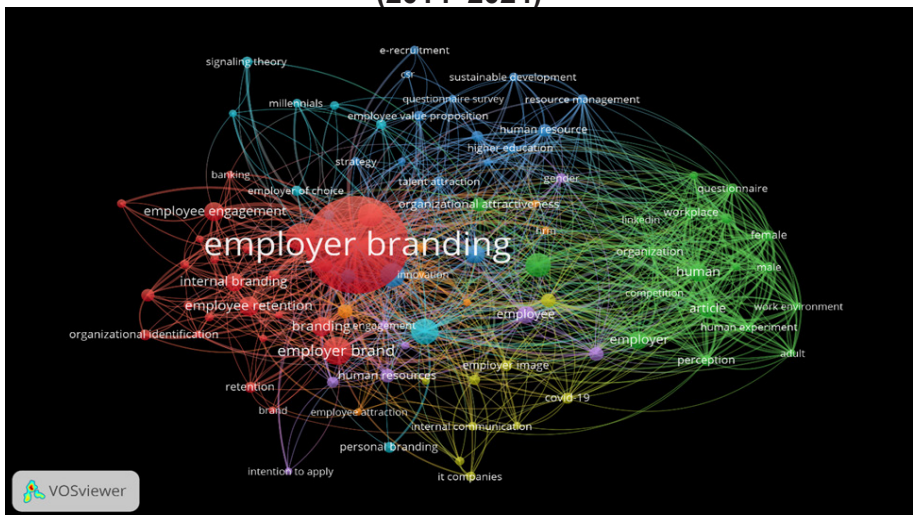 (2011–2021)
e-recruitment
signaling theory
csr
sustainable development
millennials
questionnaire survey
resource management
employee value proposition
human resource
higher education
strategy
banking
talent attraction
gender
employer of choice
questionnaire
organizational attractiveness
employee engagement
linkedin
workplace
firm
female
employer branding
organization
human
male
innovation
internal branding
competition
employee retention
article
work environment
employee
branding
engagement
human experiment
organizational identification
employer
employer brand
adult
perception
employer image
human resources
retention
covid-19
brand
employee attraction
internal communication
personal branding
intention to apply
it companies
VOSviewer